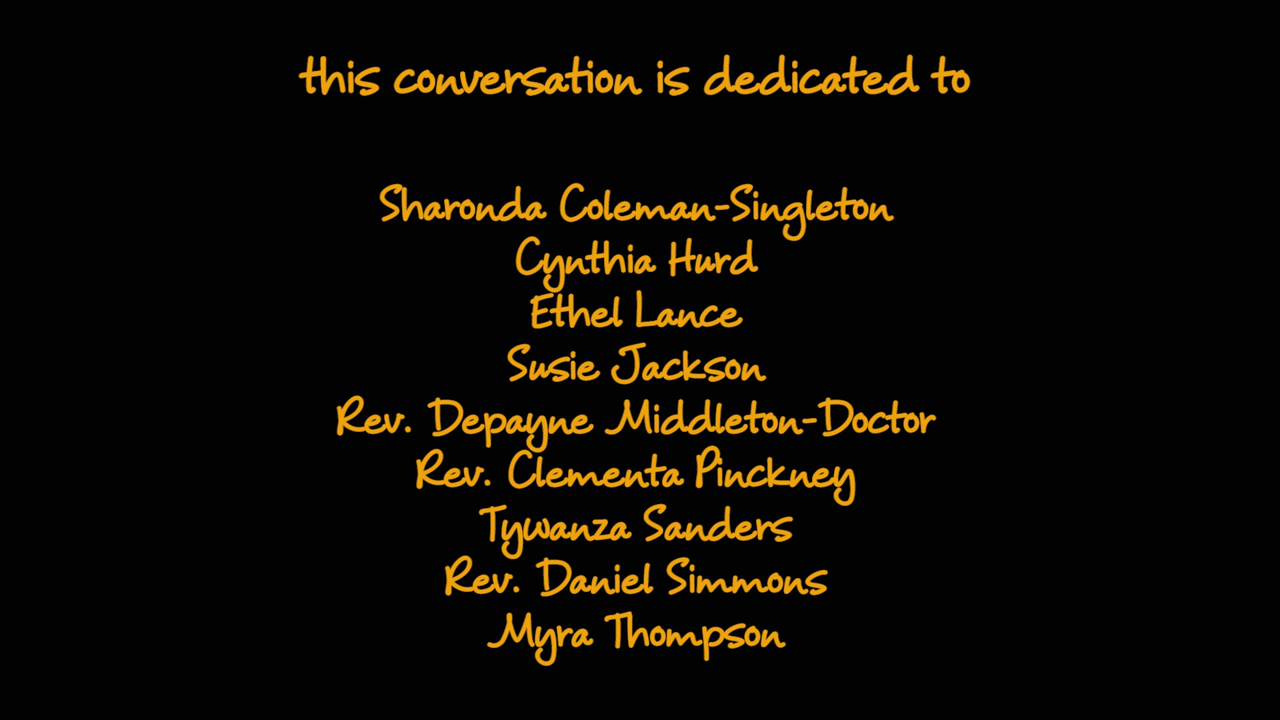 this conversation is dedicated to
Sharonda Coleman-Singleton
Cynthia Hurd
Ethel Lance
Susie Jackson
Rev. Depayne Middleton-Doctor
Rev. Clementa Pinckney
Tywanza Sanders
Rev. Daniel Simmons
Myra Thompson